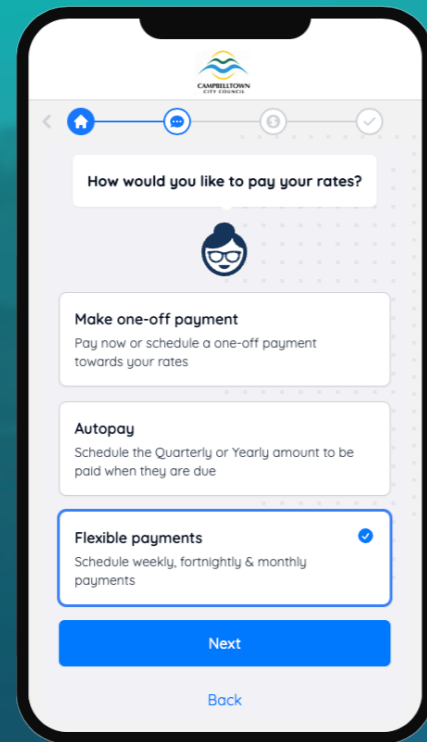 CAMPBELLTOWN
CITY COUNCIL
How would you like to pay your rates?
Make one-off payment
Pay now or schedule a one-off payment
towards your rates
Autopay
Schedule the Quarterly or Yearly amount to be
paid when they are due
Flexible payments
Schedule weekly, fortnightly & monthly
payments
Next
Back